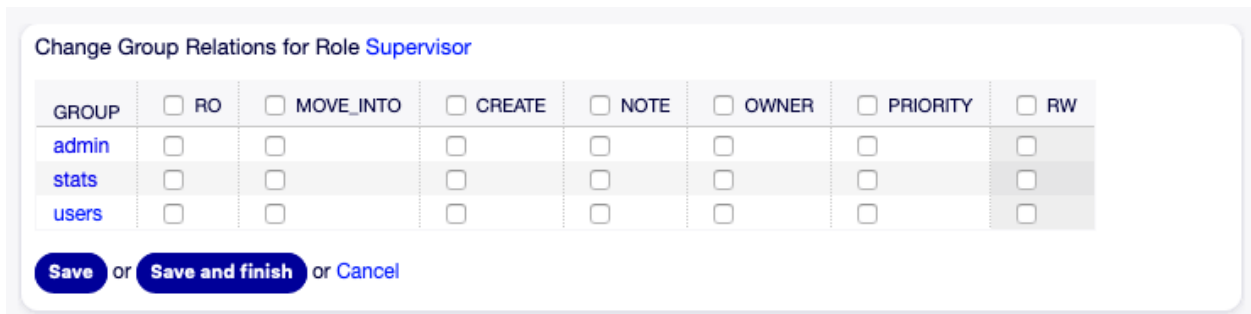 Change Group Relations for Role Supervisor
GROUP RO MOVE_INTO CREATE NOTE OWNER PRIORITY RW
admin
stats
users
Save or Save and finish or Cancel